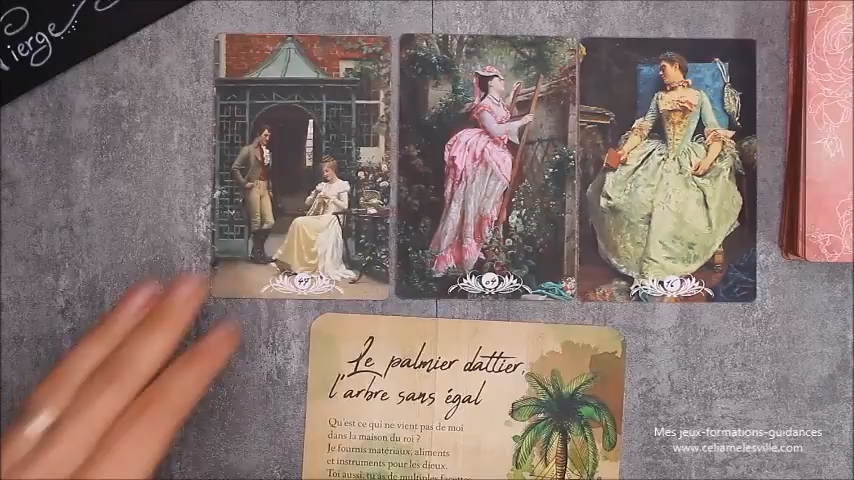 Vierge
Le palmier dattier,
l'arbre sans égal
Qu'est ce qui ne vient pas de moi
dans la maison du roi ?
Je fournis matériaux, aliments
et instruments pour les dieux.
Toi aussi, tu as de multiples facettes
Mes jeux-formations-guidances
www.celiamelesville.com